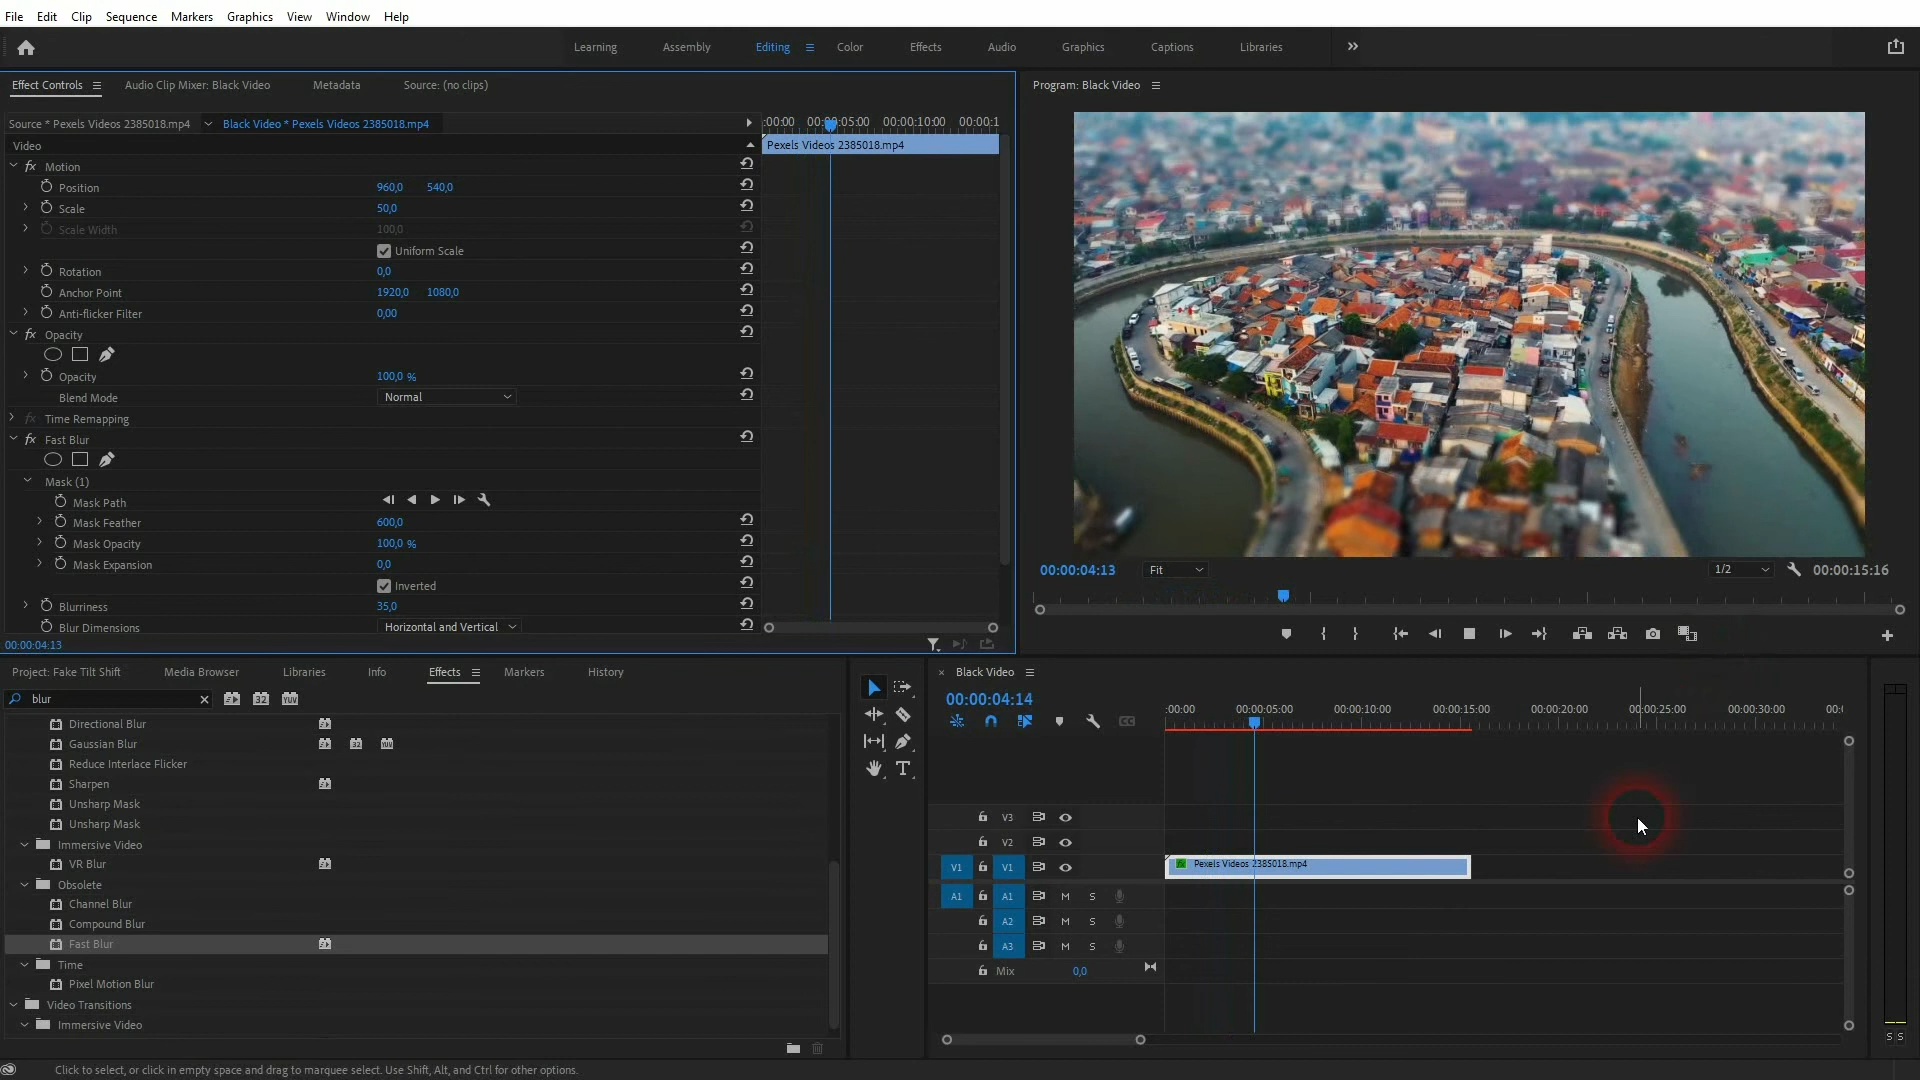 File Edit Clip Sequence Markers Graphics View Window Help
Learning Assembly Editing Color Effects Audio Graphics Captions Libraries
Effect Controls Audio Clip Mixer: Black Video Metadata Source: (no clips)
Source * Pexels Videos 2385018.mp4 Black Video * Pexels Videos 2385018.mp4
:00:00 00:00:05:00 00:00:10:00 00:00:1
Video
Pexels Videos 2385018.mp4
fx Motion
Position 960,0 540,0
Scale 50,0
Scale Width 100,0
Uniform Scale
Rotation 0,0
Anchor Point 1920,0 1080,0
Anti-flicker Filter 0,00
fx Opacity
Opacity 100,0 %
Blend Mode Normal
fx Time Remapping
fx Fast Blur
Mask (1)
Mask Path
Mask Feather 600,0
Mask Opacity 100,0 %
Mask Expansion 0,0
Inverted
Blurriness 35,0
Blur Dimensions Horizontal and Vertical
00:00:04:13
Program: Black Video
00:00:04:13 Fit 1/2 00:00:15:16
Project: Fake Tilt Shift Media Browser Libraries Info Effects Markers History
blur
32 YUV
Directional Blur
Gaussian Blur 32 YUV
Reduce Interlace Flicker
Sharpen
Unsharp Mask
Unsharp Mask
Immersive Video
VR Blur
Obsolete
Channel Blur
Compound Blur
Fast Blur
Time
Pixel Motion Blur
Video Transitions
Immersive Video
T
× Black Video
00:00:04:14
CC
:00:00 00:00:05:00 00:00:10:00 00:00:15:00 00:00:20:00 00:00:25:00 00:00:30:00 00:0
V3
V2
V1 V1 fx Pexels Videos 2385018.mp4
A1 A1 M S
A2 M S
A3 M S
Mix 0,0
S S
Click to select, or click in empty space and drag to marquee select. Use Shift, Alt, and Ctrl for other options.